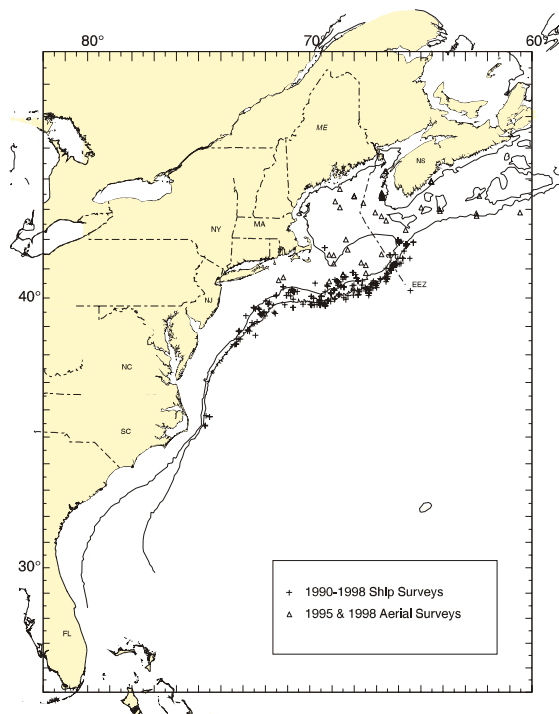 80° 70° 60°
ME
NS
NY MA
EEZ
40° NJ
NC
SC
30°
+ 1990-1998 Ship Surveys
△ 1995 & 1998 Aerial Surveys
FL